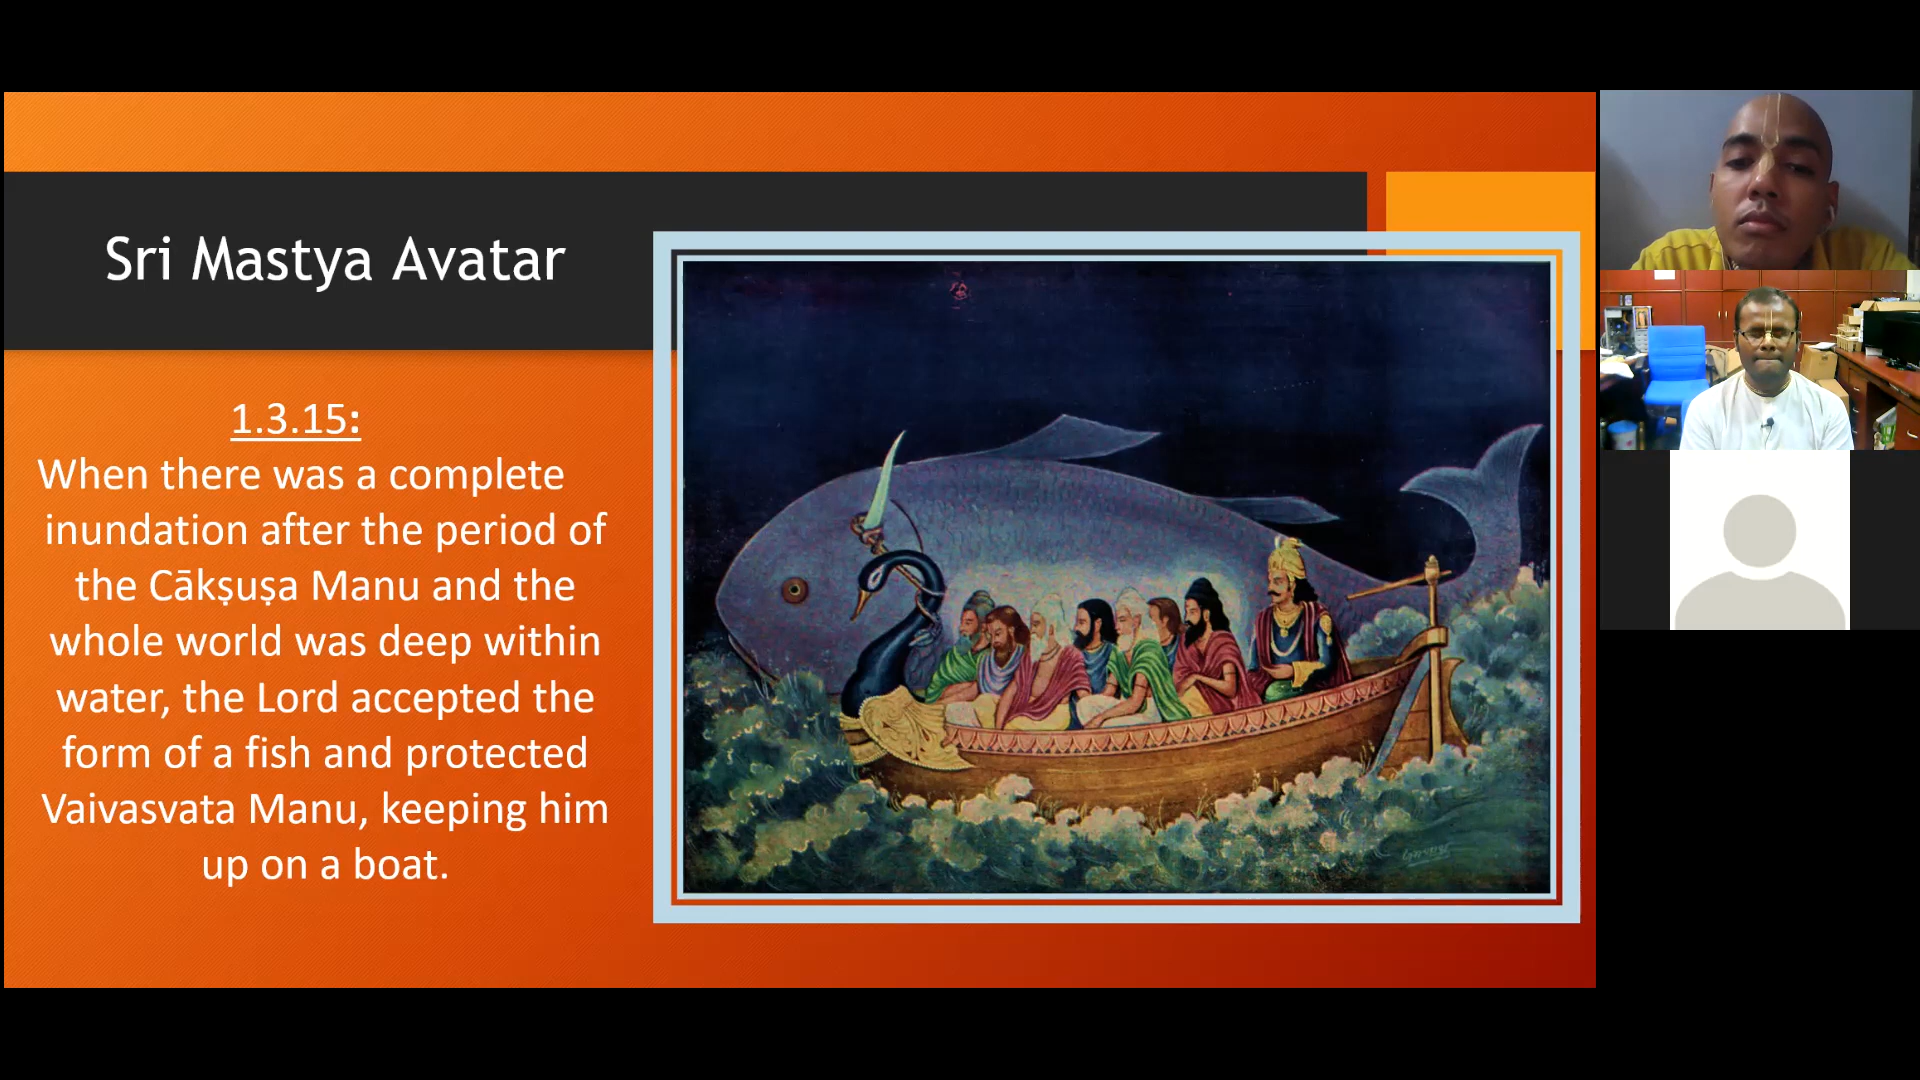 Sri Mastya Avatar
1.3.15:
When there was a complete
inundation after the period of
the Cākṣuṣa Manu and the
whole world was deep within
water, the Lord accepted the
form of a fish and protected
Vaivasvata Manu, keeping him
up on a boat.